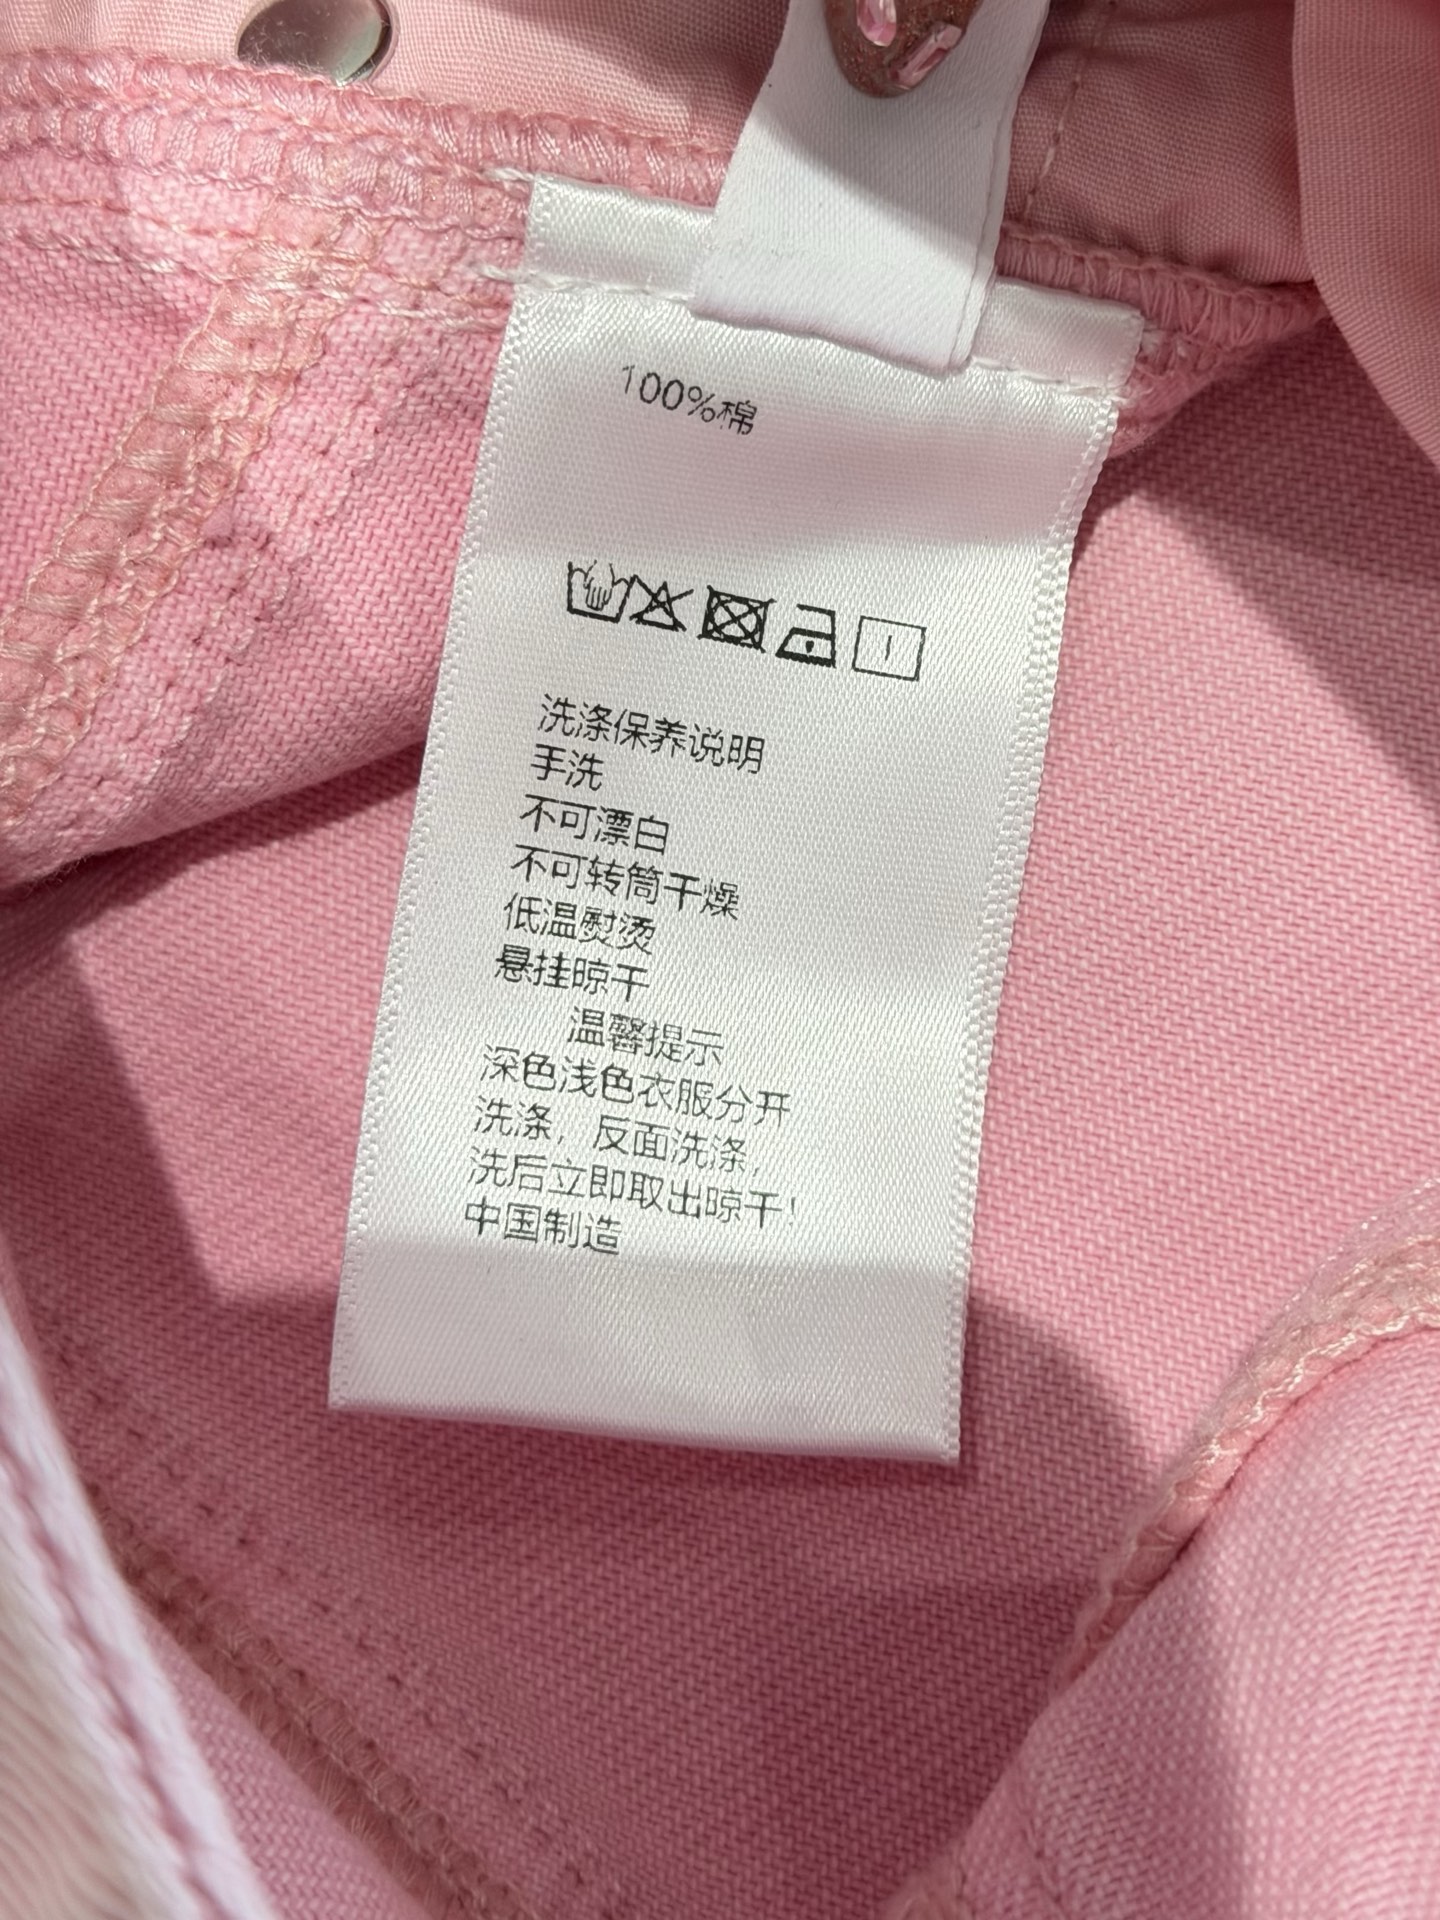 100%棉
洗涤保养说明
手洗
不可漂白
不可转筒干燥
低温熨烫
悬挂晾干
温馨提示
深色浅色衣服分开
洗涤，反面洗涤，
洗后立即取出晾干！
中国制造